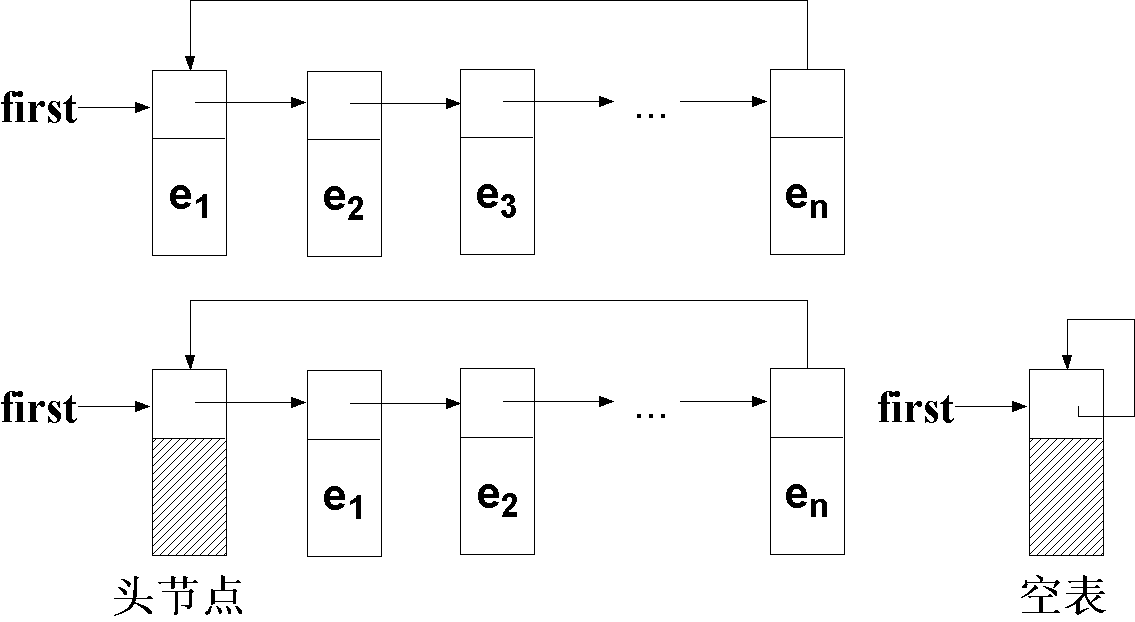 first
e1 e2 e3 ... en
first ... first
e1 e2 en
头节点 空表